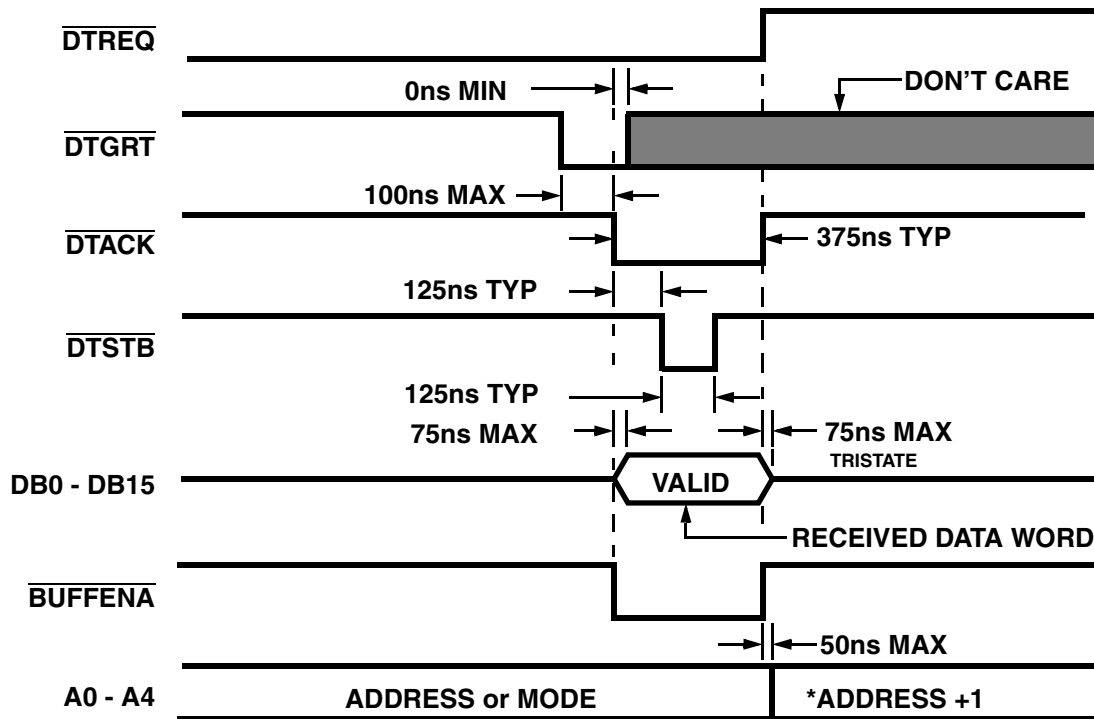 DTREQ
0ns MIN
DON'T CARE
DTGRT
100ns MAX
DTACK
375ns TYP
125ns TYP
DTSTB
125ns TYP
75ns MAX
75ns MAX
TRISTATE
DB0 - DB15
VALID
RECEIVED DATA WORD
BUFFENA
50ns MAX
A0 - A4
ADDRESS or MODE
*ADDRESS +1